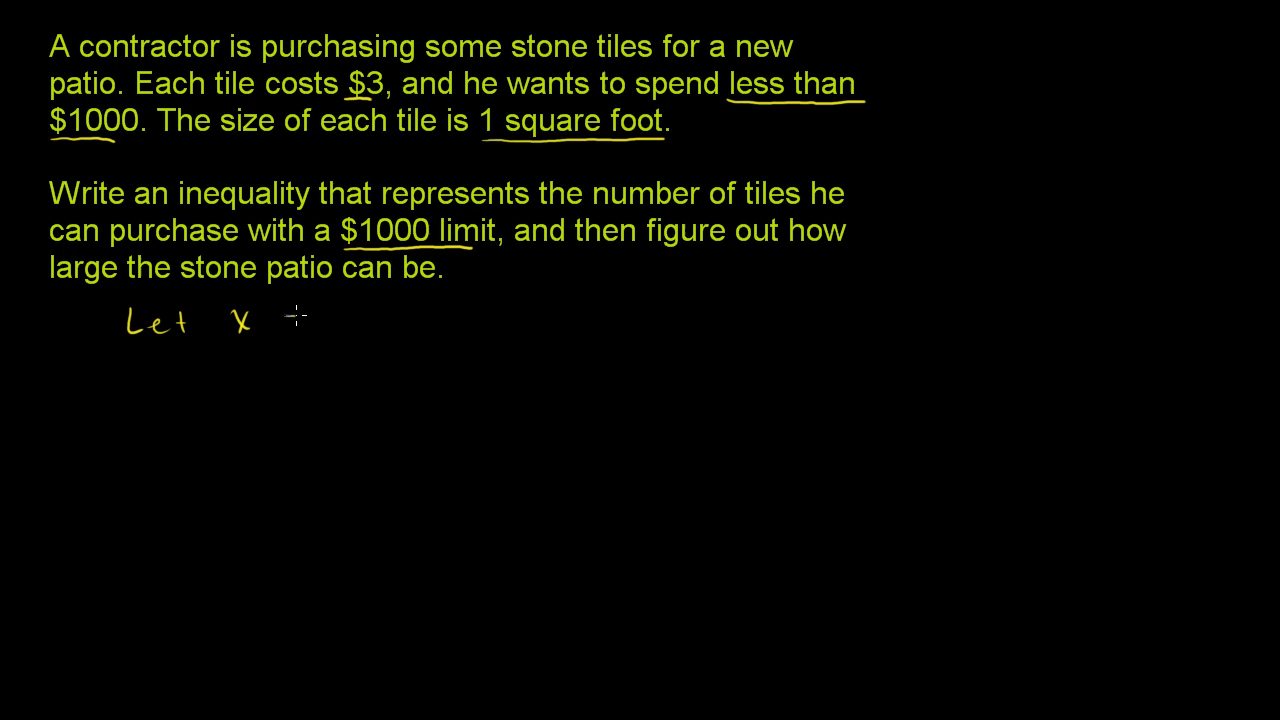 A contractor is purchasing some stone tiles for a new
patio. Each tile costs $3, and he wants to spend less than
$1000. The size of each tile is 1 square foot.
Write an inequality that represents the number of tiles he
can purchase with a $1000 limit, and then figure out how
large the stone patio can be.
Let x